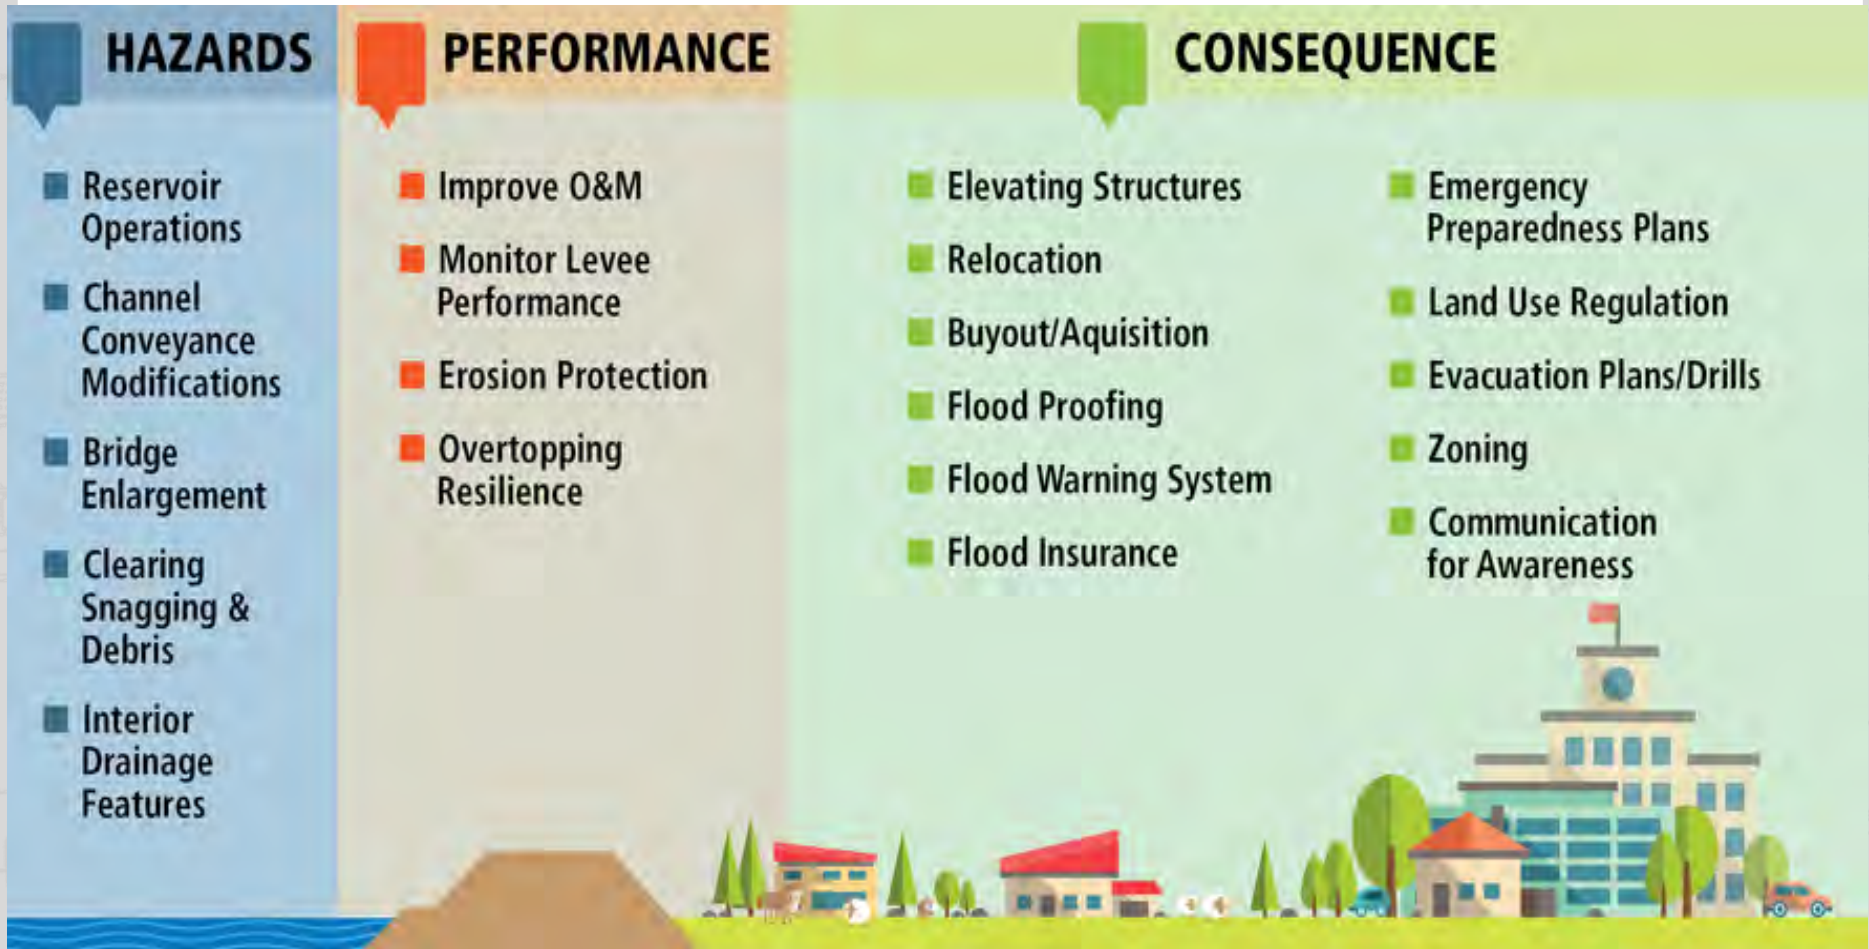 HAZARDS
Reservoir
Operations
Channel
Conveyance
Modifications
Bridge
Enlargement
Clearing
Snagging &
Debris
Interior
Drainage
Features
PERFORMANCE
Improve O&M
Monitor Levee
Performance
Erosion Protection
Overtopping
Resilience
CONSEQUENCE
Elevating Structures
Relocation
Buyout/Aquisition
Flood Proofing
Flood Warning System
Flood Insurance
Emergency
Preparedness Plans
Land Use Regulation
Evacuation Plans/Drills
Zoning
Communication
for Awareness